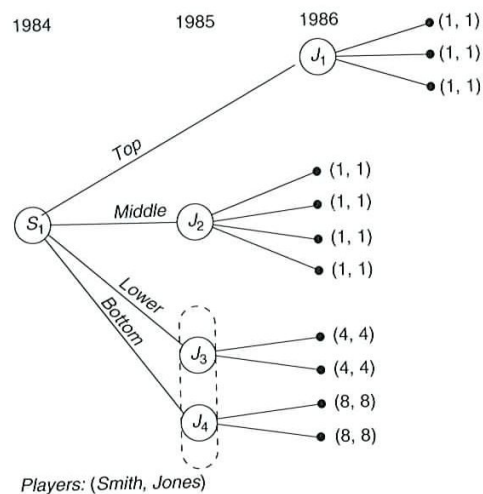 1984 1985 1986
(1, 1)
J1
(1, 1)
(1, 1)
Top
(1, 1)
(1, 1)
S1
Middle
J2
(1, 1)
(1, 1)
Lower
Bottom
(4, 4)
J3
(4, 4)
(8, 8)
J4
(8, 8)
Players: (Smith, Jones)